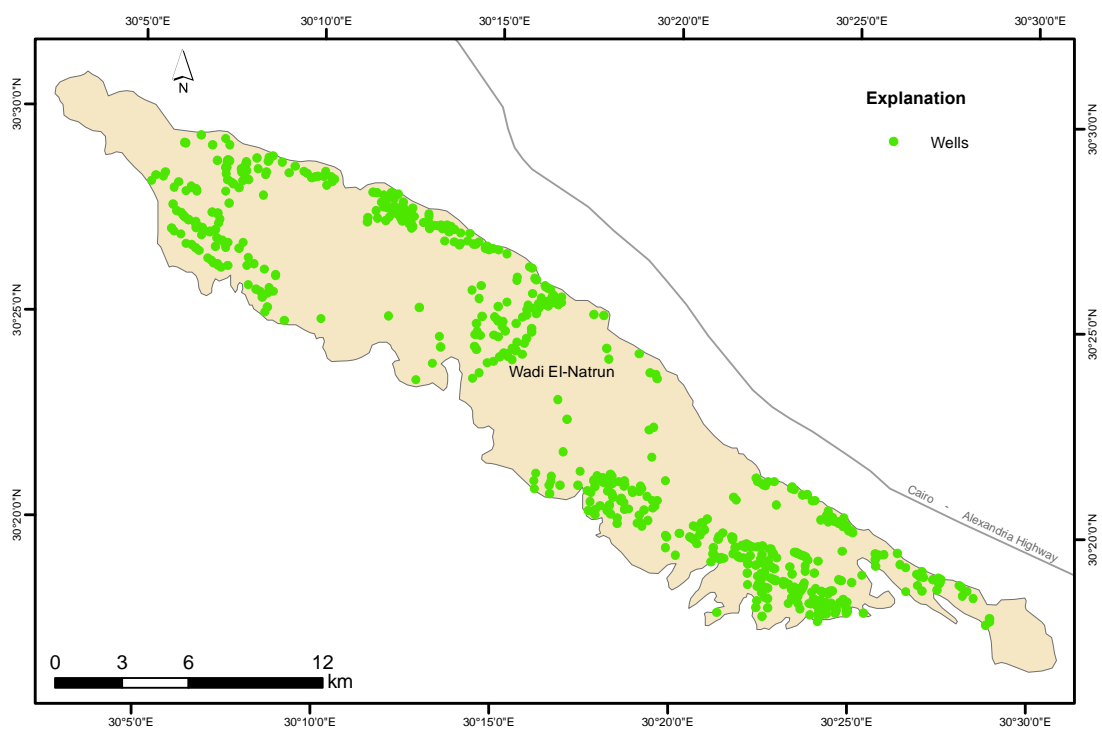 30°5'0"E
30°10'0"E
30°15'0"E
30°20'0"E
30°25'0"E
30°30'0"E
N
30°30'0"N
30°30'0"N
Explanation
Wells
30°25'0"N
30°25'0"N
Wadi El-Natrun
Cairo - Alexandria Highway
30°20'0"N
30°20'0"N
0 3 6 12
km
30°5'0"E
30°10'0"E
30°15'0"E
30°20'0"E
30°25'0"E
30°30'0"E